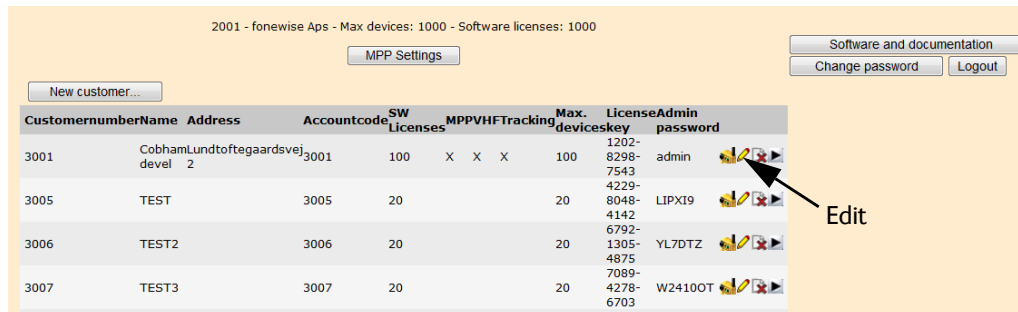 2001 - fonewise Aps - Max devices: 1000 - Software licenses: 1000
MPP Settings
Software and documentation
Change password Logout
New customer...
Customernumber Name Address Accountcode SW Licenses MPP VHF Tracking Max. devices License key Admin password
3001 Cobham devel Lundtoftegaardsvej 2 3001 100 X X X 100 1202-8298-7543 admin
Edit
3005 TEST 3005 20 20 4229-8048-4142 LIPXI9
3006 TEST2 3006 20 20 6792-1305-4875 YL7DTZ
3007 TEST3 3007 20 20 7089-4278-6703 W2410OT